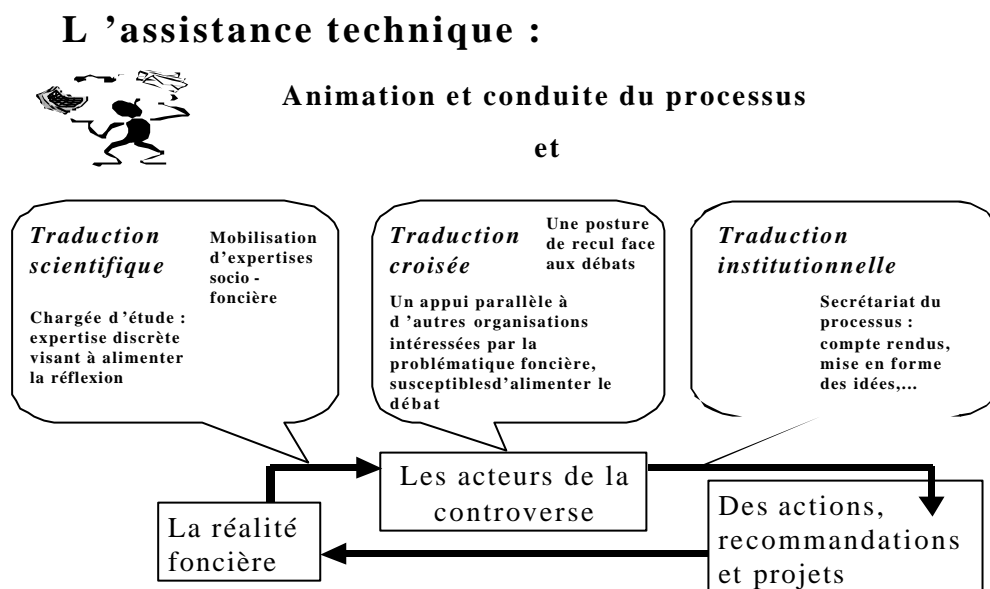 L ’assistance technique :
Animation et conduite du processus
et
Traduction
scientifique
Mobilisation
d’expertises
socio -
foncière
Chargée d ’étude :
expertise discrète
visant à alimenter
la réflexion
Traduction
croisée
Une posture
de recul face
aux débats
Un appui parallèle à
d ’autres organisations
intéressées par la
problématique foncière,
susceptiblesd’alimenter le
débat
Traduction
institutionnelle
Secrétariat du
processus :
compte rendus,
mise en forme
des idées,...
Les acteurs de la
controverse
La réalité
foncière
Des actions,
recommandations
et projets